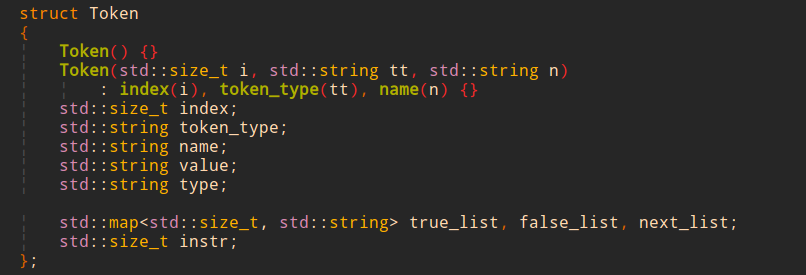 struct Token
{
    Token() {}
    Token(std::size_t i, std::string tt, std::string n)
        : index(i), token_type(tt), name(n) {}
    std::size_t index;
    std::string token_type;
    std::string name;
    std::string value;
    std::string type;

    std::map<std::size_t, std::string> true_list, false_list, next_list;
    std::size_t instr;
};